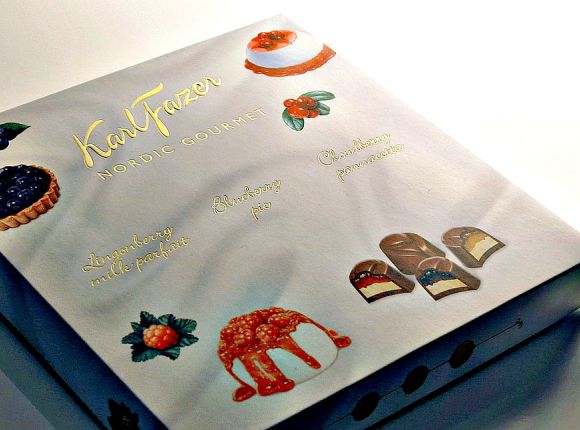 Karl Fazer
NORDIC GOURMET
Lingonberry
milk parfait
Blueberry
pie
Cloudberry
pannacotta